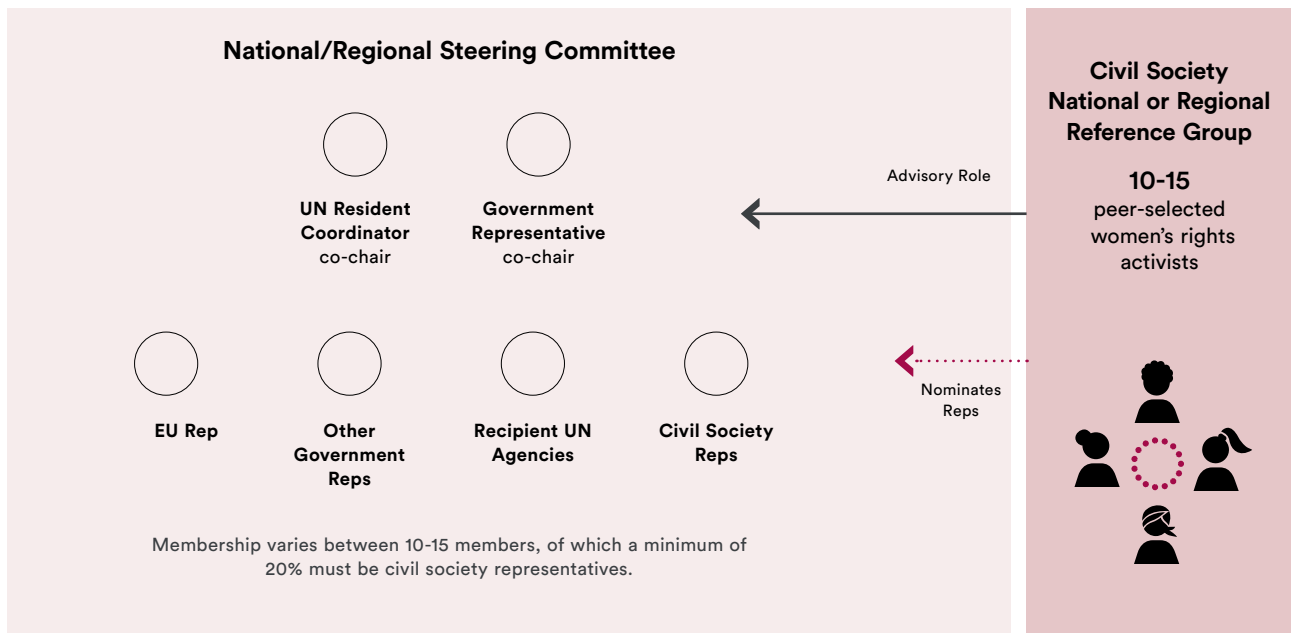 National/Regional Steering Committee
UN Resident
Coordinator
co-chair
Government
Representative
co-chair
EU Rep
Other
Government
Reps
Recipient UN
Agencies
Civil Society
Reps
Membership varies between 10-15 members, of which a minimum of
20% must be civil society representatives.
Advisory Role
Nominates
Reps
Civil Society
National or Regional
Reference Group
10-15
peer-selected
women’s rights
activists